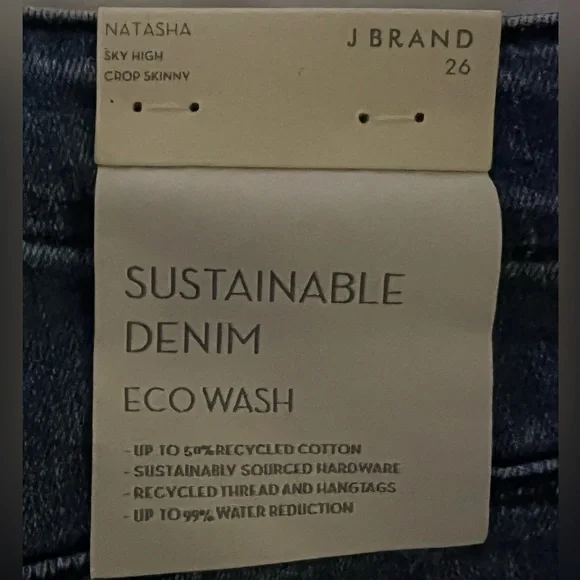 NATASHA
SKY HIGH
CROP SKINNY
J BRAND
26
SUSTAINABLE
DENIM
ECO WASH
- UP TO 50% RECYCLED COTTON
- SUSTAINABLY SOURCED HARDWARE
- RECYCLED THREAD AND HANGTAGS
- UP TO 99% WATER REDUCTION